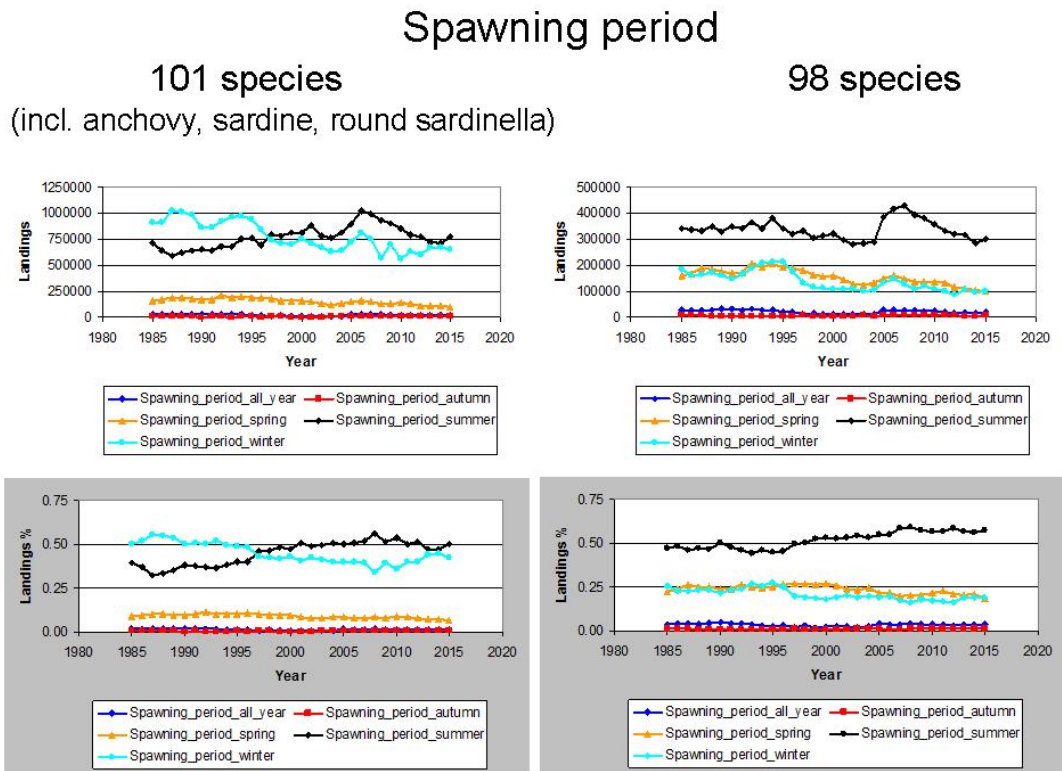 Spawning period
101 species
(incl. anchovy, sardine, round sardinella)
98 species
1250000
1000000
750000
500000
250000
0
Landings
1980 1985 1990 1995 2000 2005 2010 2015 2020
Year
Spawning_period_all_year Spawning_period_autumn
Spawning_period_spring Spawning_period_summer
Spawning_period_winter
500000
400000
300000
200000
100000
0
Landings
1980 1985 1990 1995 2000 2005 2010 2015 2020
Year
Spawning_period_all_year Spawning_period_autumn
Spawning_period_spring Spawning_period_summer
Spawning_period_winter
0.75
0.50
0.25
0.00
Landings %
1980 1985 1990 1995 2000 2005 2010 2015 2020
Year
Spawning_period_all_year Spawning_period_autumn
Spawning_period_spring Spawning_period_summer
Spawning_period_winter
0.75
0.50
0.25
0.00
Landings %
1980 1985 1990 1995 2000 2005 2010 2015 2020
Year
Spawning_period_all_year Spawning_period_autumn
Spawning_period_spring Spawning_period_summer
Spawning_period_winter